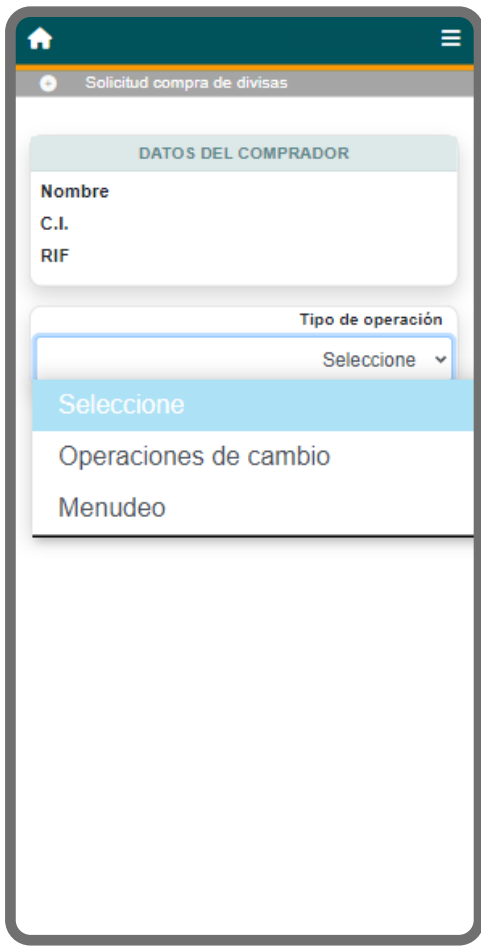 Solicitud compra de divisas
DATOS DEL COMPRADOR
Nombre
C.I.
RIF
Tipo de operación
Seleccione
Seleccione
Operaciones de cambio
Menudeo